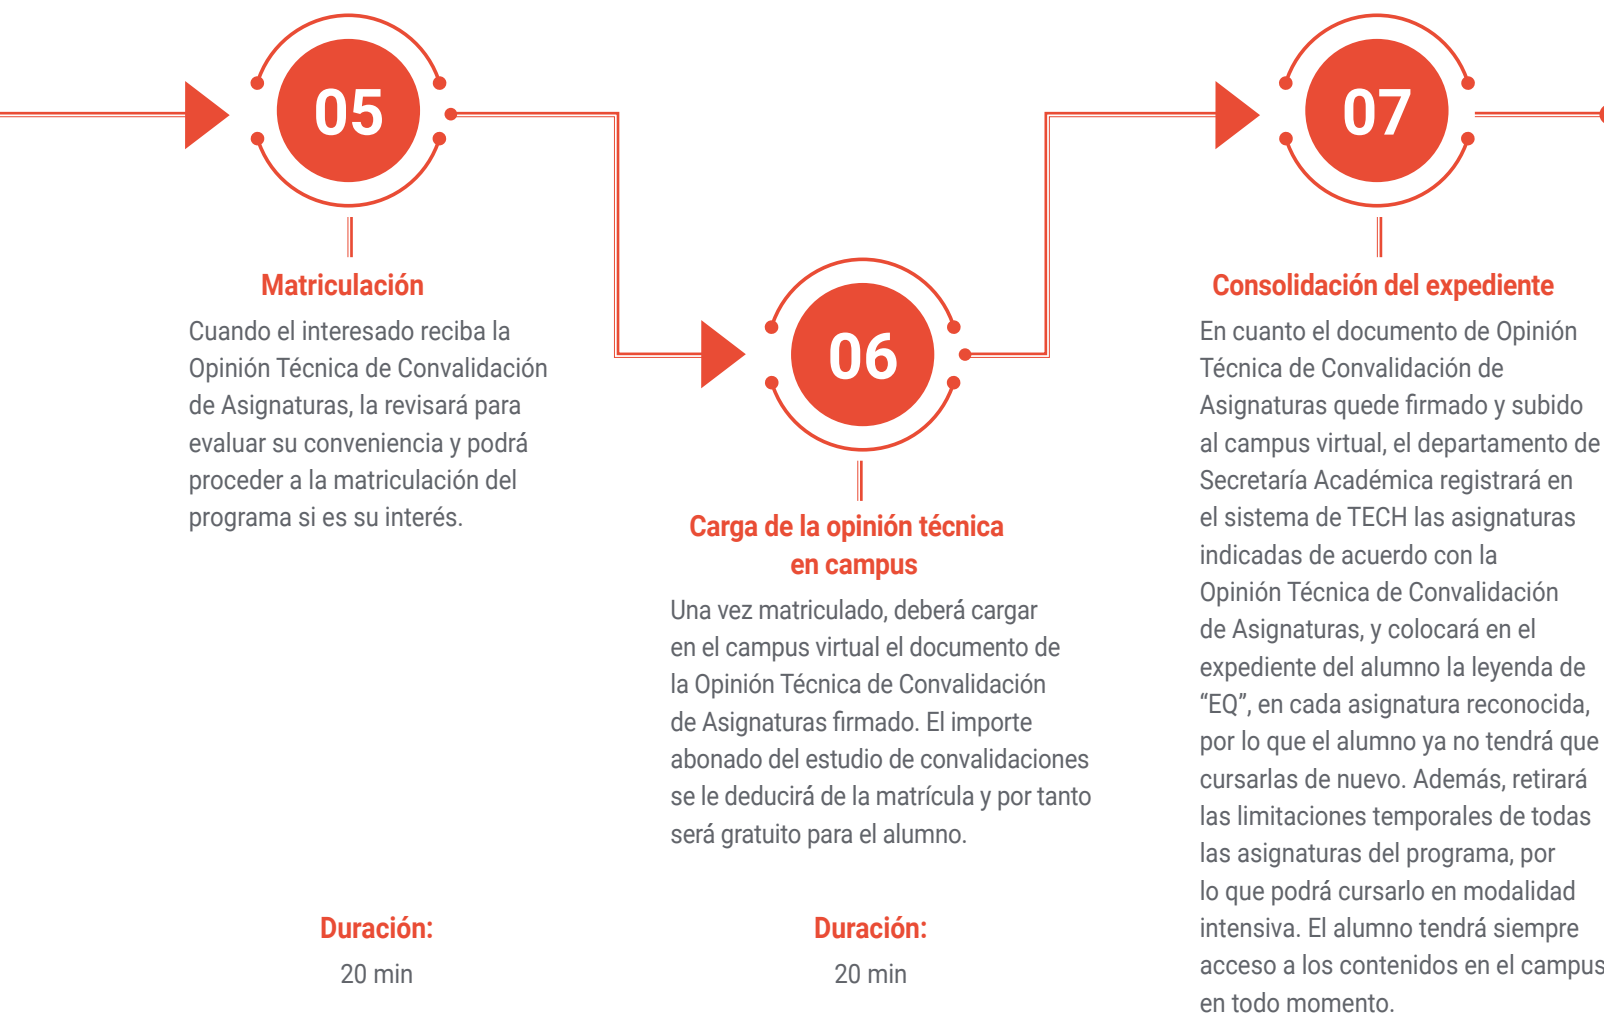 05
Matriculación
Cuando el interesado reciba la
Opinión Técnica de Convalidación
de Asignaturas, la revisará para
evaluar su conveniencia y podrá
proceder a la matriculación del
programa si es su interés.
Duración:
20 min
06
Carga de la opinión técnica
en campus
Una vez matriculado, deberá cargar
en el campus virtual el documento de
la Opinión Técnica de Convalidación
de Asignaturas firmado. El importe
abonado del estudio de convalidaciones
se le deducirá de la matrícula y por tanto
será gratuito para el alumno.
Duración:
20 min
07
Consolidación del expediente
En cuanto el documento de Opinión
Técnica de Convalidación de
Asignaturas quede firmado y subido
al campus virtual, el departamento de
Secretaría Académica registrará en
el sistema de TECH las asignaturas
indicadas de acuerdo con la
Opinión Técnica de Convalidación
de Asignaturas, y colocará en el
expediente del alumno la leyenda de
“EQ”, en cada asignatura reconocida,
por lo que el alumno ya no tendrá que
cursarlas de nuevo. Además, retirará
las limitaciones temporales de todas
las asignaturas del programa, por
lo que podrá cursarlo en modalidad
intensiva. El alumno tendrá siempre
acceso a los contenidos en el campus
en todo momento.